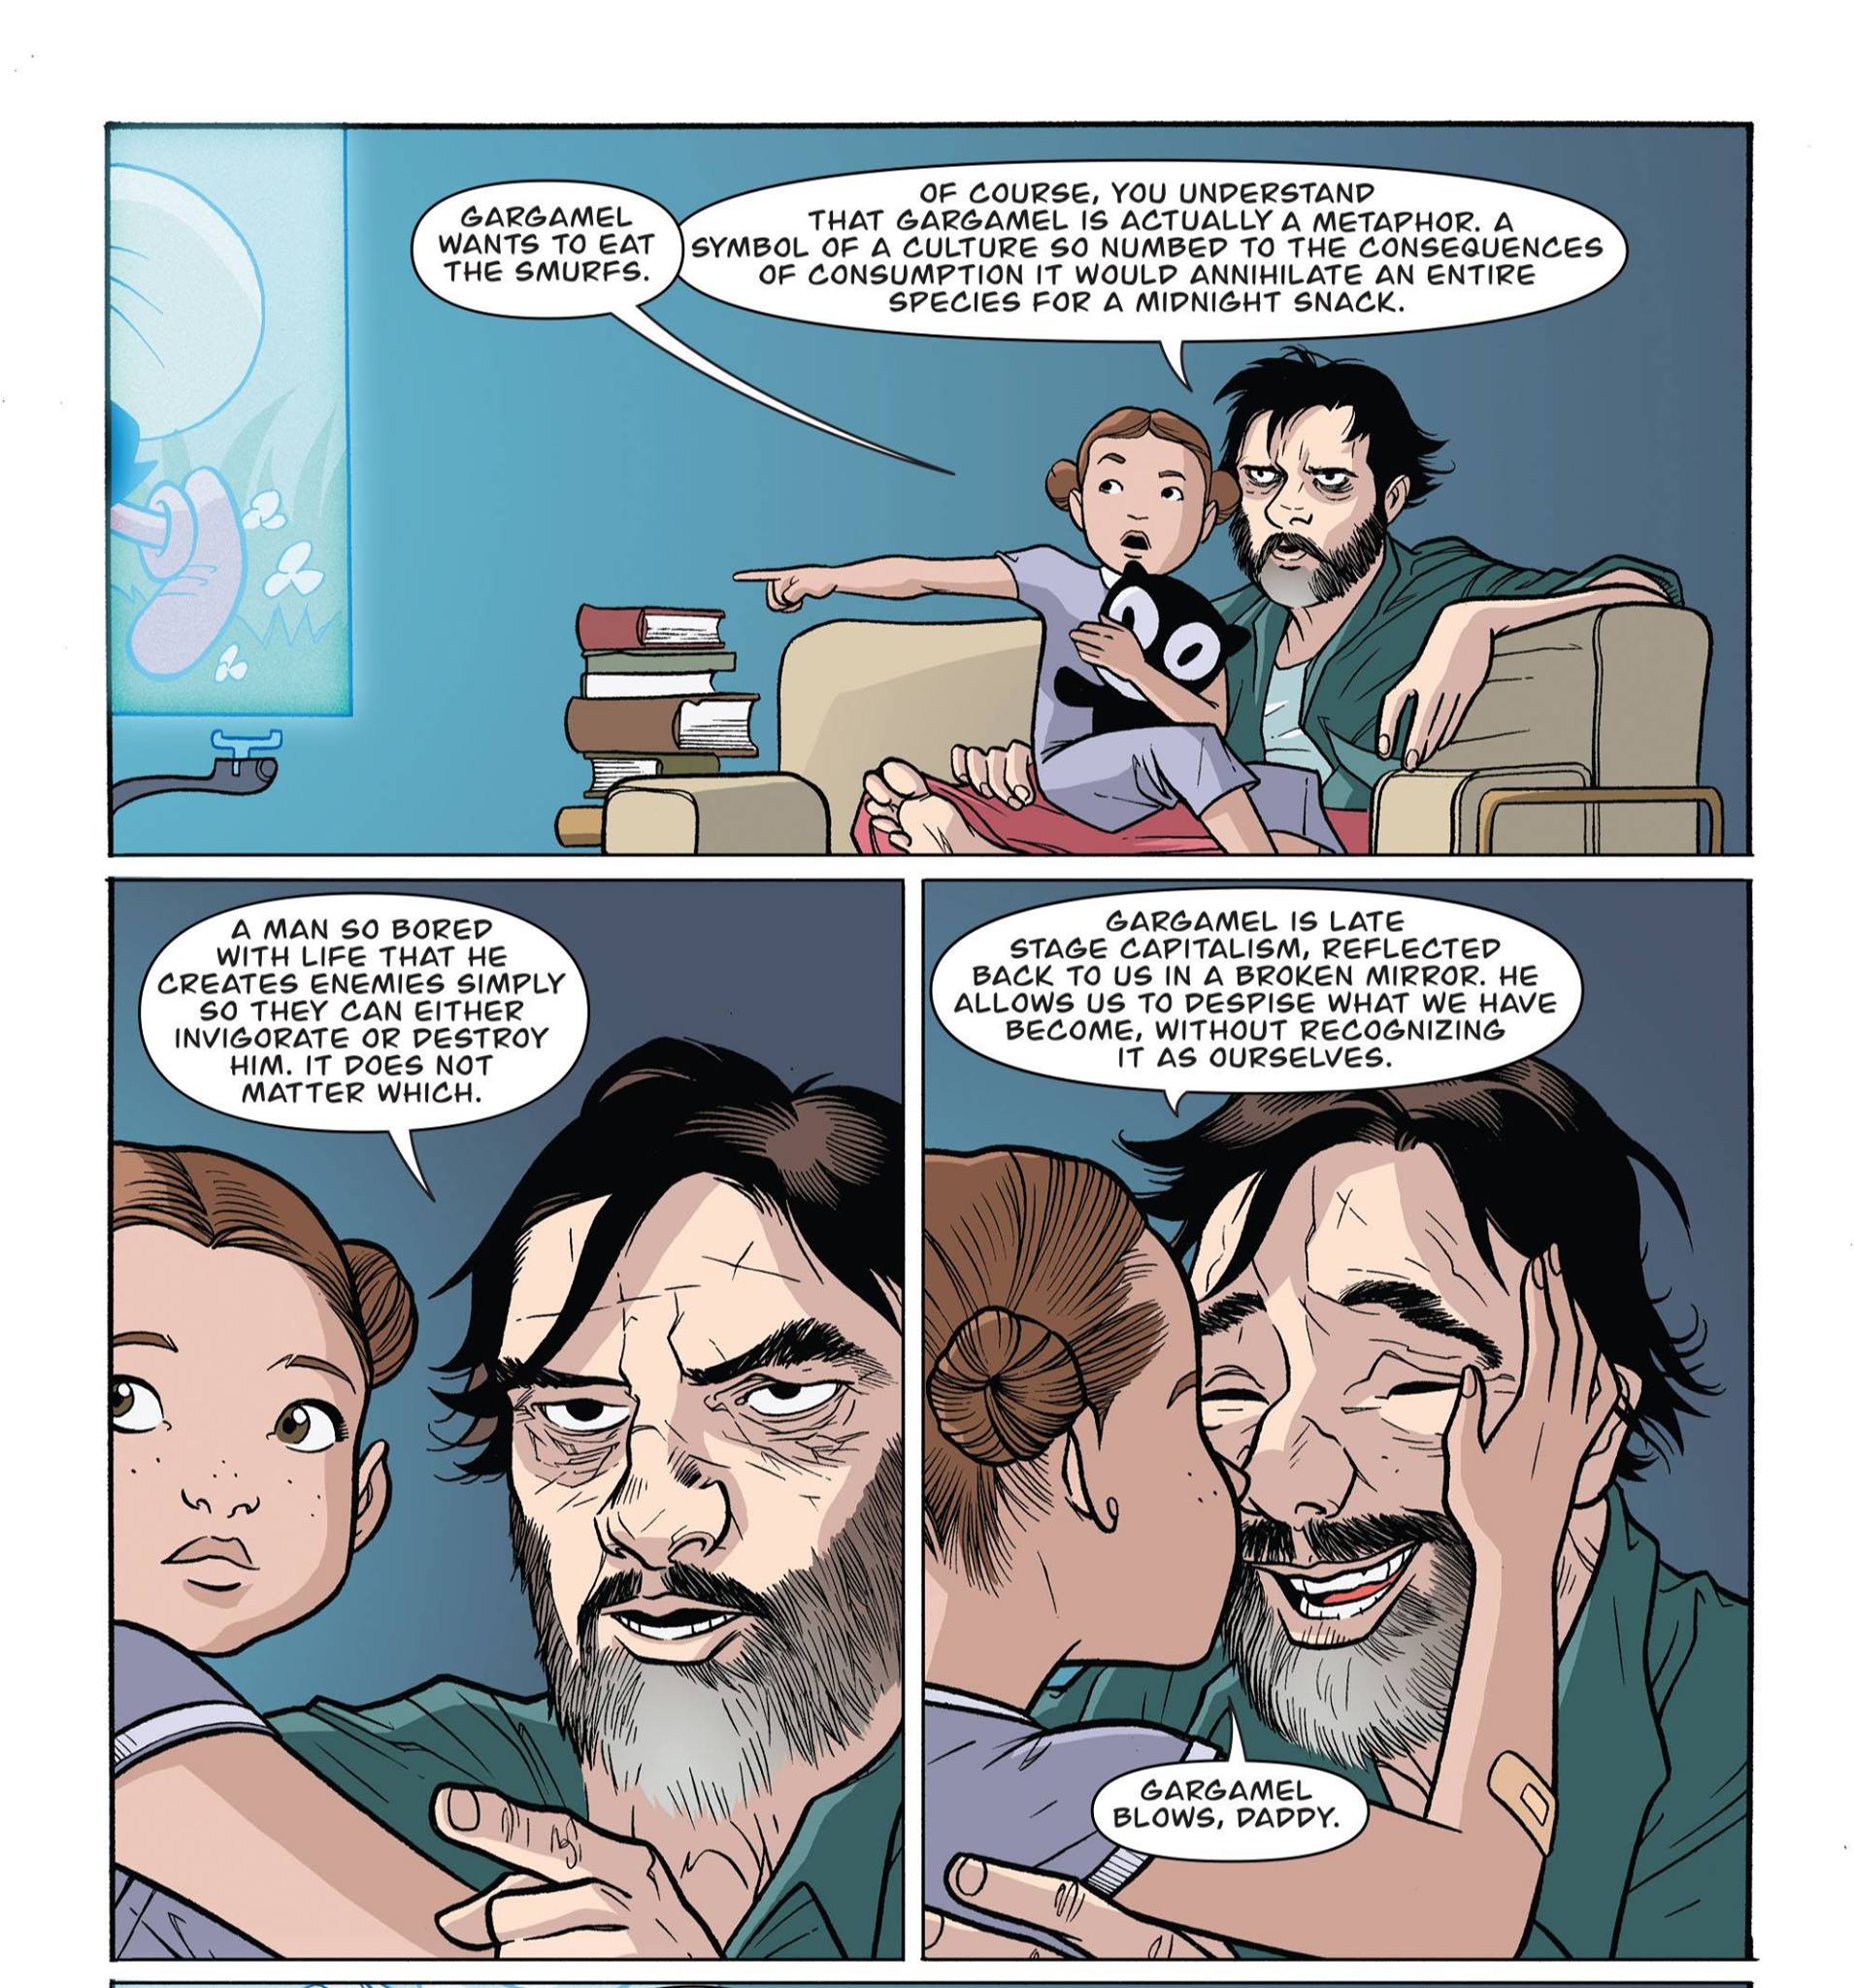 GARGAMEL
WANTS TO EAT
THE SMURFS.
OF COURSE, YOU UNDERSTAND
THAT GARGAMEL IS ACTUALLY A METAPHOR. A
SYMBOL OF A CULTURE SO NUMBED TO THE CONSEQUENCES
OF CONSUMPTION IT WOULD ANNIHILATE AN ENTIRE
SPECIES FOR A MIDNIGHT SNACK.
A MAN SO BORED
WITH LIFE THAT HE
CREATES ENEMIES SIMPLY
SO THEY CAN EITHER
INVIGORATE OR DESTROY
HIM. IT DOES NOT
MATTER WHICH.
GARGAMEL IS LATE
STAGE CAPITALISM, REFLECTED
BACK TO US IN A BROKEN MIRROR. HE
ALLOWS US TO DESPISE WHAT WE HAVE
BECOME, WITHOUT RECOGNIZING
IT AS OURSELVES.
GARGAMEL
BLOWS, DADDY.